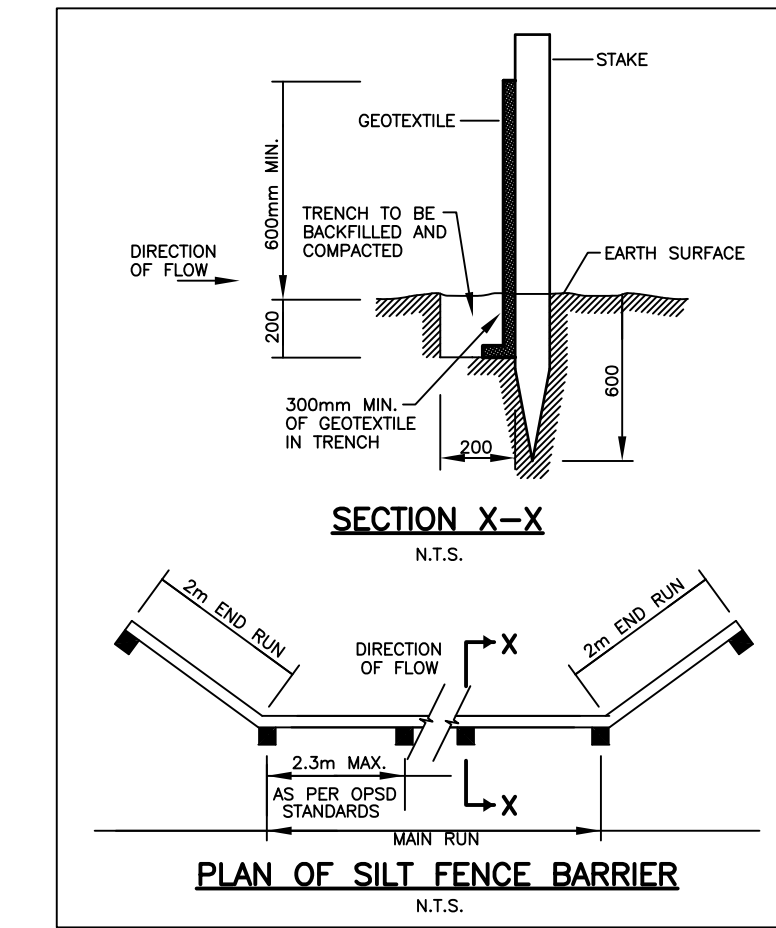 STAKE
GEOTEXTILE
600mm MIN.
TRENCH TO BE
BACKFILLED AND
COMPACTED
DIRECTION
OF FLOW
EARTH SURFACE
200
600
300mm MIN.
OF GEOTEXTILE
IN TRENCH
200
SECTION X-X
N.T.S.
2m END RUN
DIRECTION
OF FLOW
X
2m END RUN
2.3m MAX.
AS PER OPSD
STANDARDS
X
MAIN RUN
PLAN OF SILT FENCE BARRIER
N.T.S.